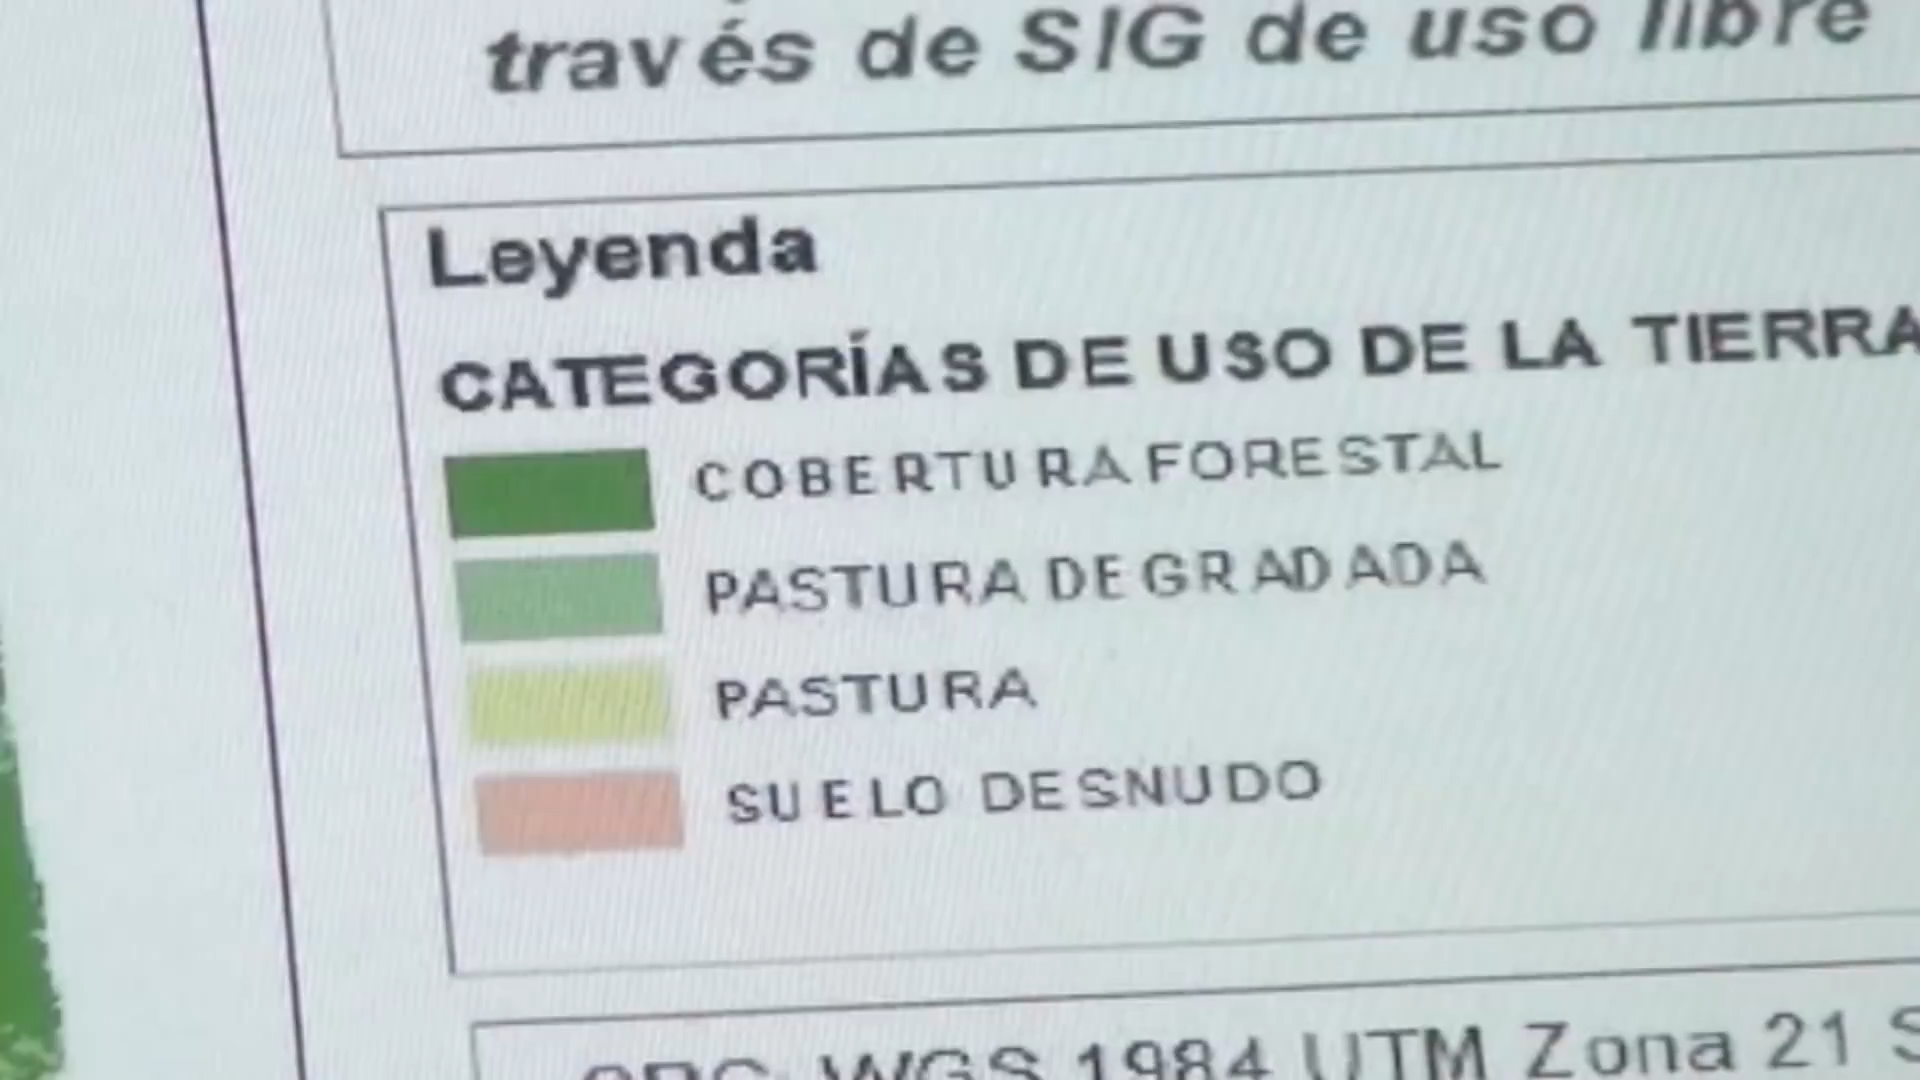 través de SIG de uso libre
Leyenda
CATEGORÍAS DE USO DE LA TIERRA
COBERTURA FORESTAL
PASTURA DEGRADADA
PASTURA
SUELO DESNUDO
WGS 1984 UTM Zona 21 S